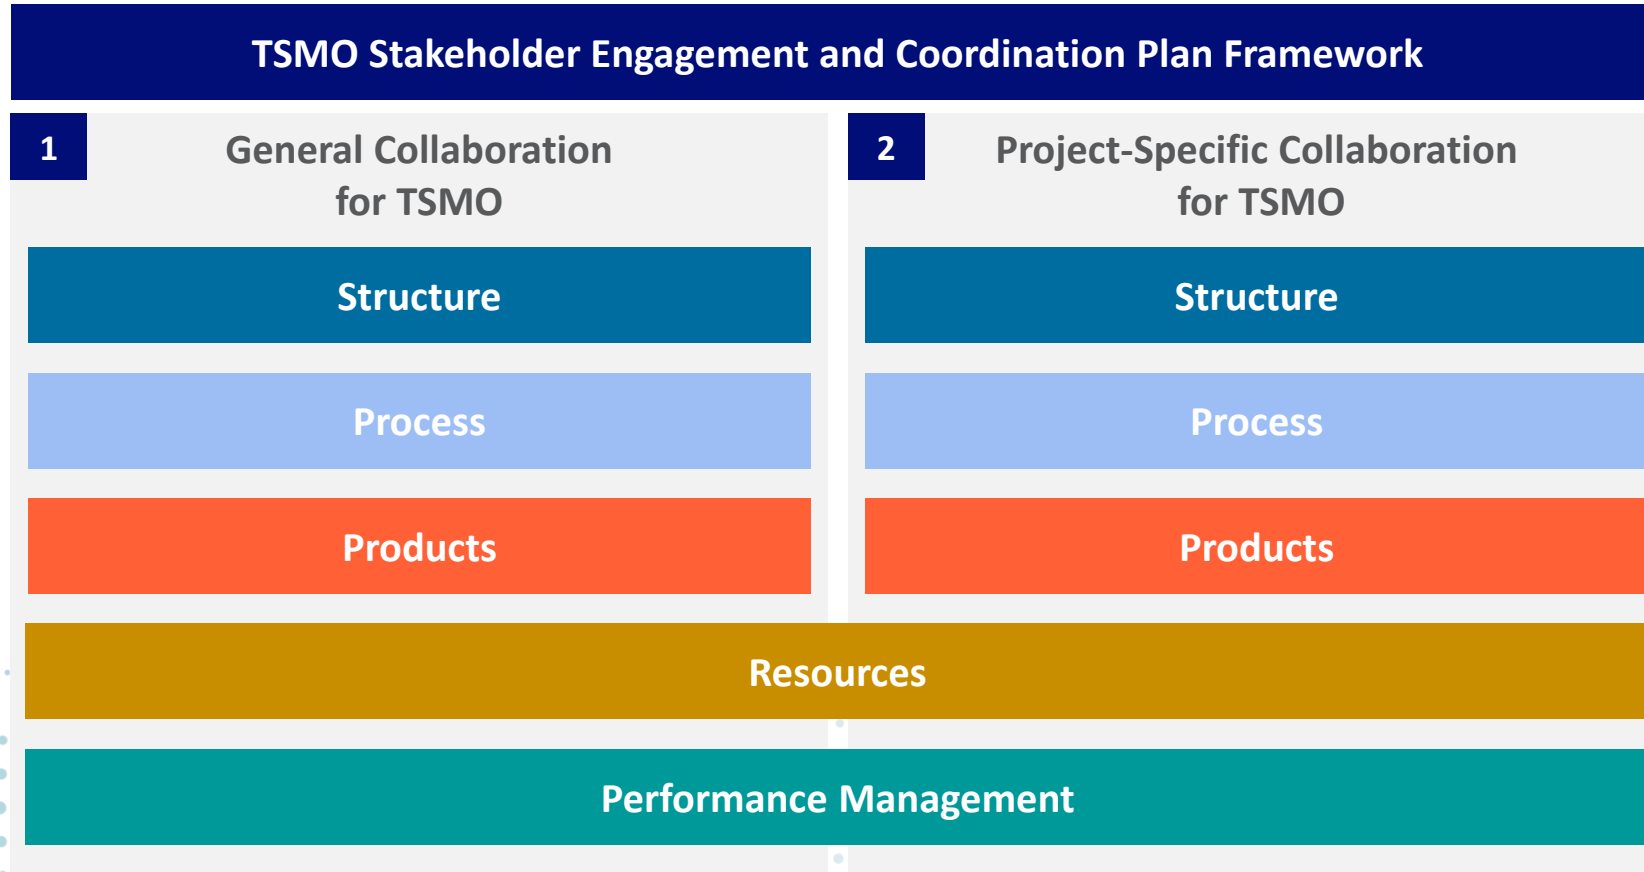 TSMO Stakeholder Engagement and Coordination Plan Framework
1
General Collaboration
for TSMO
Structure
Process
Products
2
Project-Specific Collaboration
for TSMO
Structure
Process
Products
Resources
Performance Management